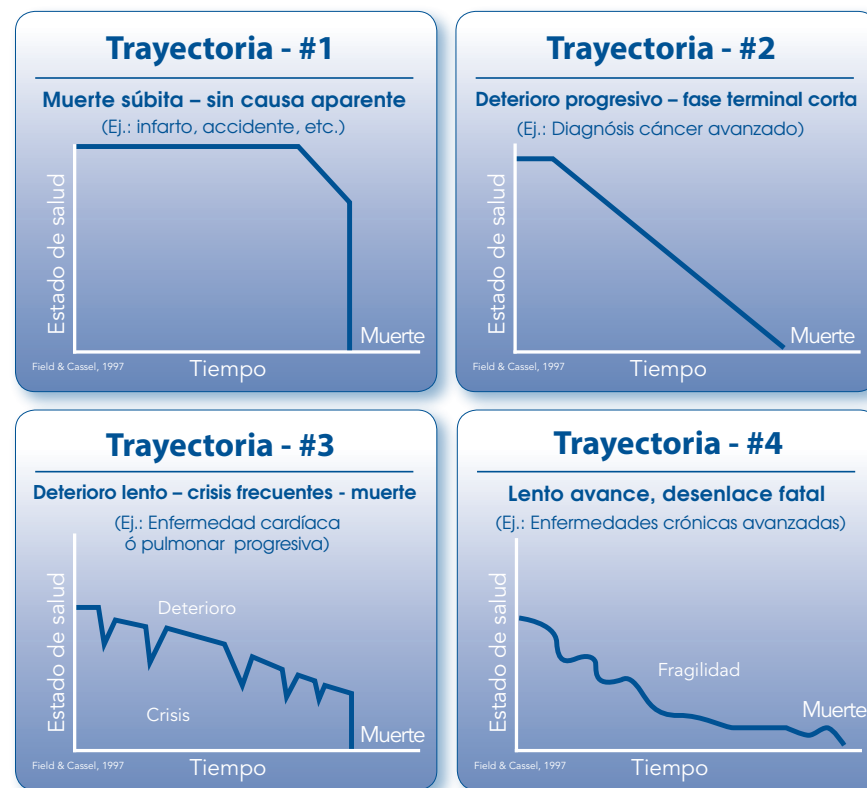 Trayectoria - #1
Muerte súbita – sin causa aparente
(Ej.: infarto, accidente, etc.)
Estado de salud
Muerte
Field & Cassel, 1997
Tiempo
Trayectoria - #2
Deterioro progresivo – fase terminal corta
(Ej.: Diagnósis cáncer avanzado)
Estado de salud
Muerte
Field & Cassel, 1997
Tiempo
Trayectoria - #3
Deterioro lento – crisis frecuentes - muerte
(Ej.: Enfermedad cardíaca
ó pulmonar progresiva)
Estado de salud
Deterioro
Crisis
Muerte
Field & Cassel, 1997
Tiempo
Trayectoria - #4
Lento avance, desenlace fatal
(Ej.: Enfermedades crónicas avanzadas)
Estado de salud
Fragilidad
Muerte
Field & Cassel, 1997
Tiempo